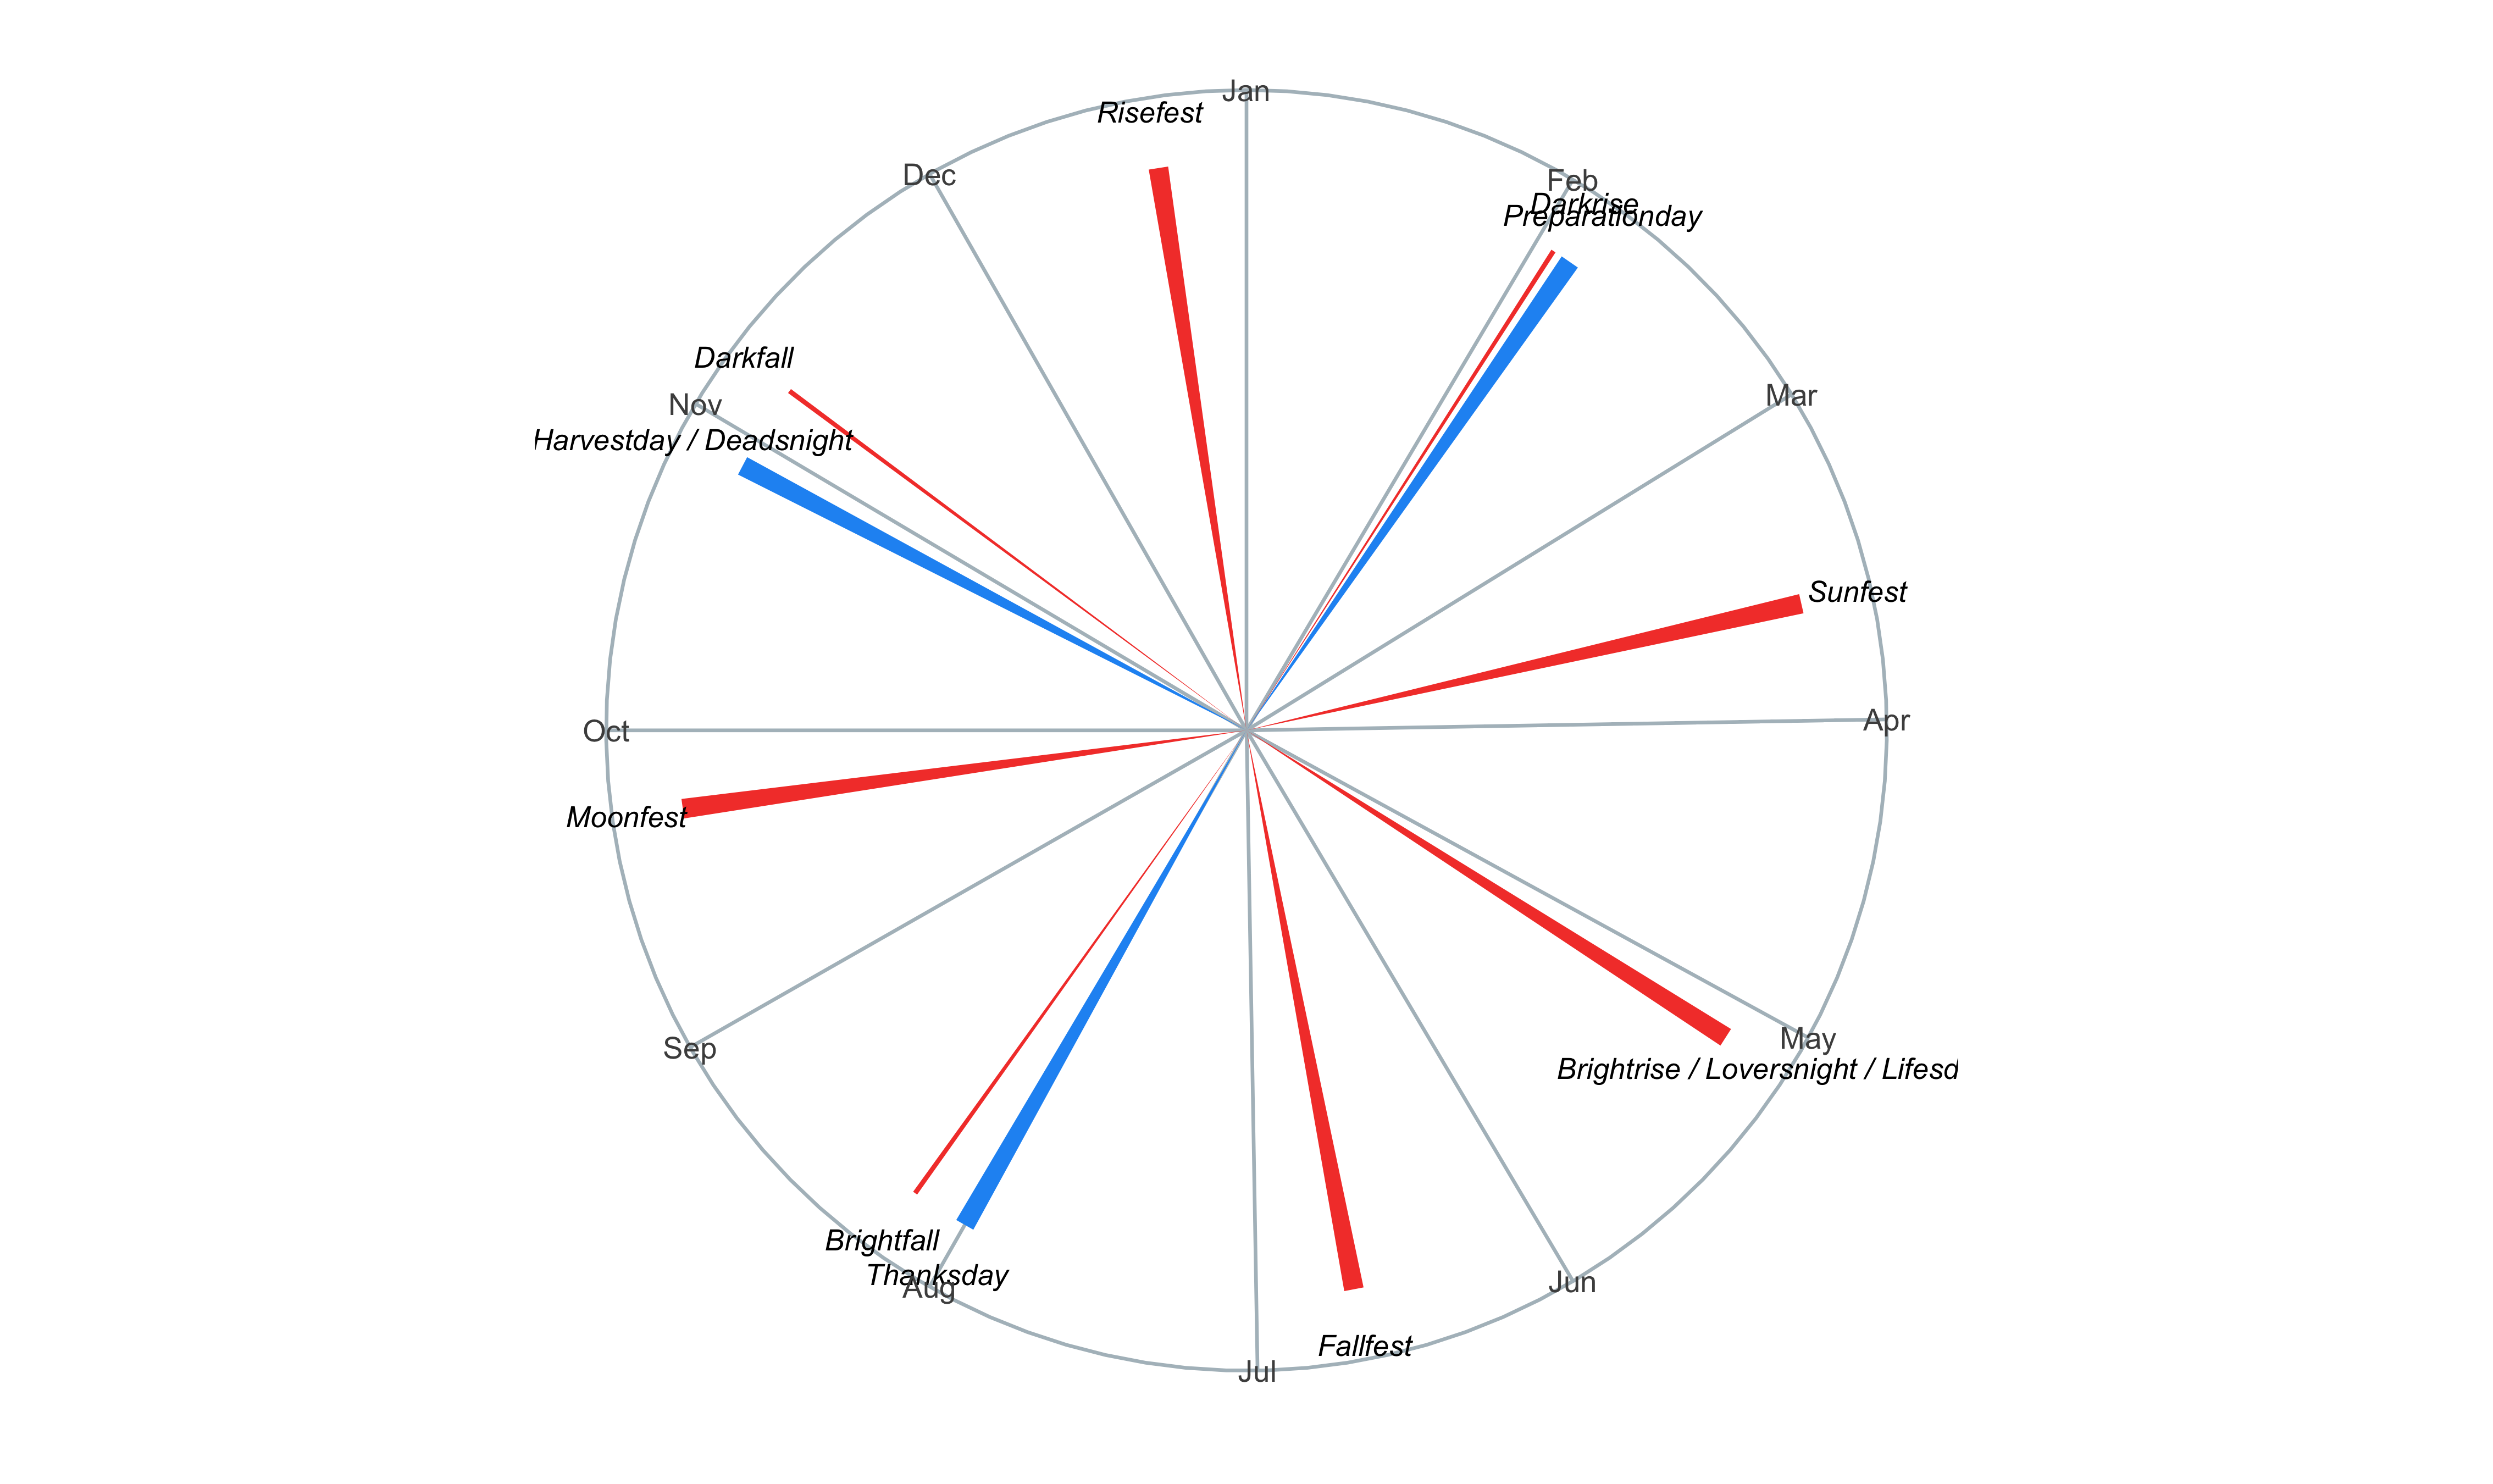 Jan
Risefest
Dec
Feb
Darkrise
Preparationday
Darkfall
Mar
Nov
Harvestday / Deadsnight
Sunfest
Apr
Oct
Moonfest
May
Sep
Brightrise / Loversnight / Lifesd
Brightfall
Thanksday
Aug
Jun
Fallfest
Jul